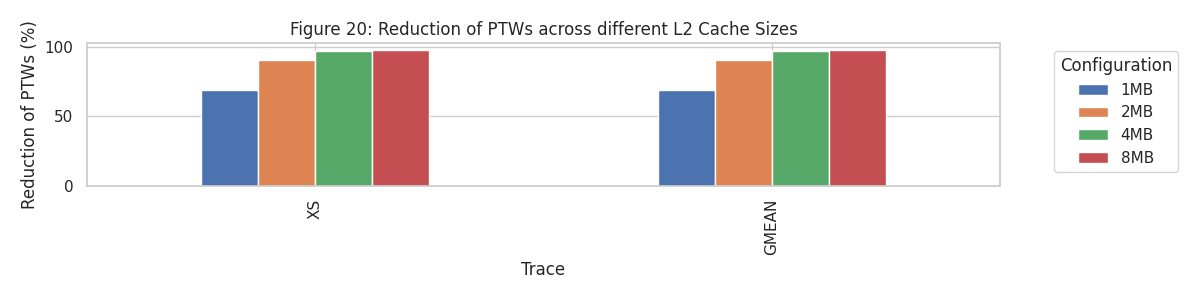 Figure 20: Reduction of PTWs across different L2 Cache Sizes
Reduction of PTWs (%)
100
50
0
XS
GMEAN
Trace
Configuration
1MB
2MB
4MB
8MB